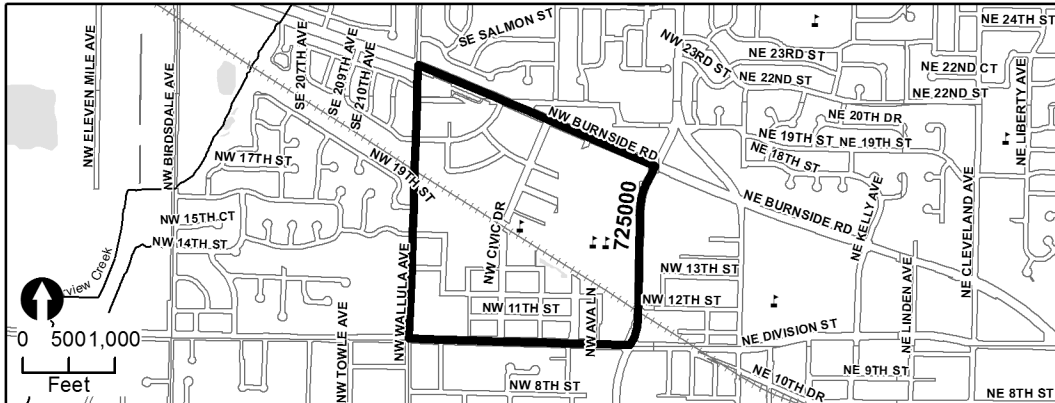 SE SALMON ST
NE 24TH ST
NW ELEVEN MILE AVE
NW BIRDSDALE AVE
SE 207TH AVE
SE 209TH AVE
SE 210TH AVE
NW 23RD ST
NE 23RD ST
NE 22ND CT
NE 22ND ST
NE 22ND ST
NE LIBERTY AVE
NW BURNSIDE RD
NE 20TH DR
NE 19TH ST
NE 19TH ST
NE 18TH ST
NW 17TH ST
NW 19TH ST
725000
NE BURNSIDE RD
NE KELLY AVE
NE CLEVELAND AVE
NW 15TH CT
NW 14TH ST
NW CIVIC DR
rview Creek
NW WALLULA AVE
NW 13TH ST
NE LINDEN AVE
NW 11TH ST
NW AVA LN
NW 12TH ST
0 500 1,000
Feet
NW TOWLE AVE
NE DIVISION ST
NW 8TH ST
NE 10TH DR
NE 9TH ST
NE 8TH ST